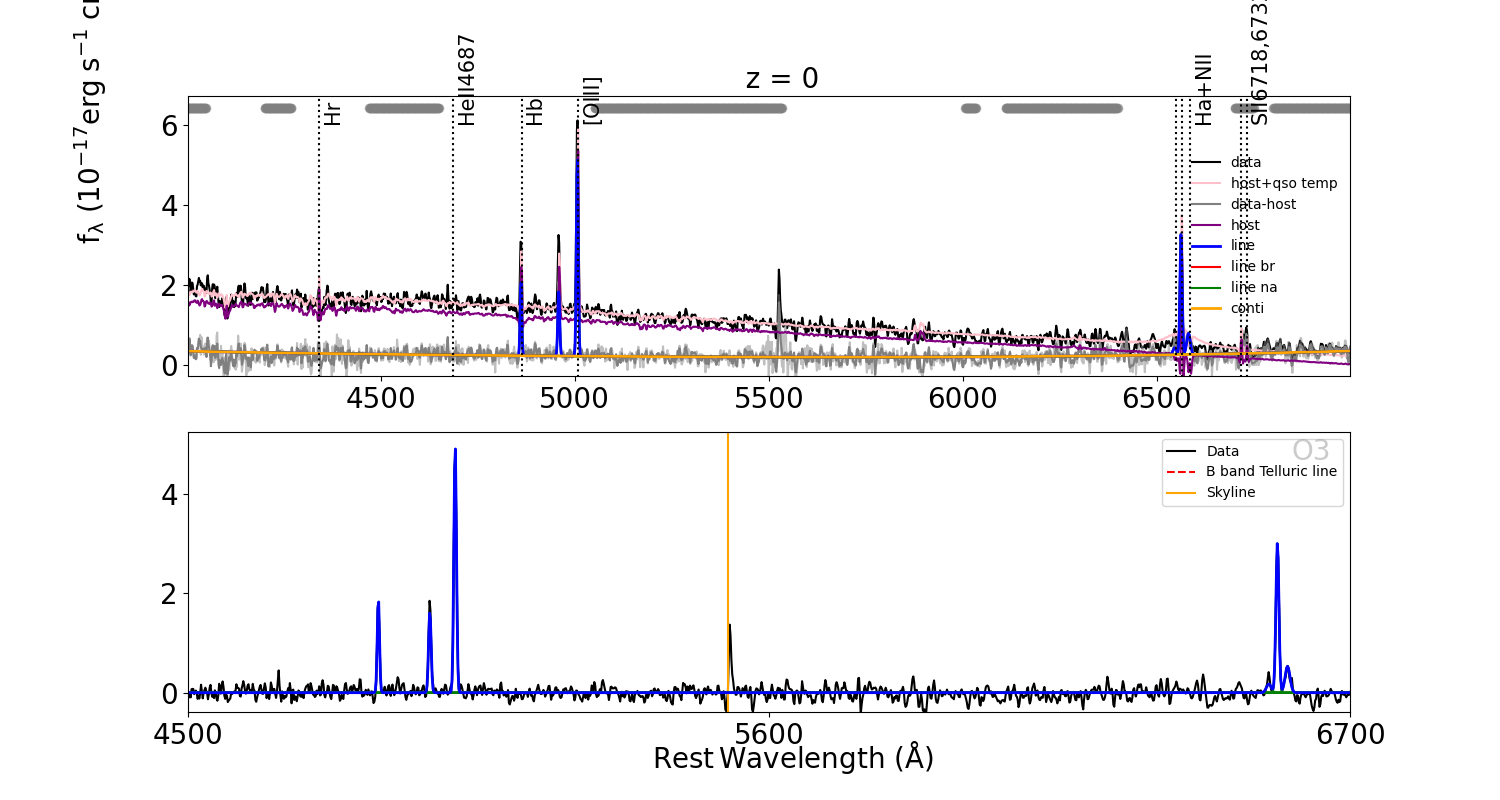 z = 0
f_λ (10^−17 erg s^−1
Hr
HeII4687
Hb
[OIII]
Ha+NII
SII6718,673
6
4
2
0
data
host+qso temp
data-host
host
line
line br
line na
conti
4500
5000
5500
6000
6500
O3
Data
B band Telluric line
Skyline
4
2
0
4500
5600
6700
Rest Wavelength (Å)